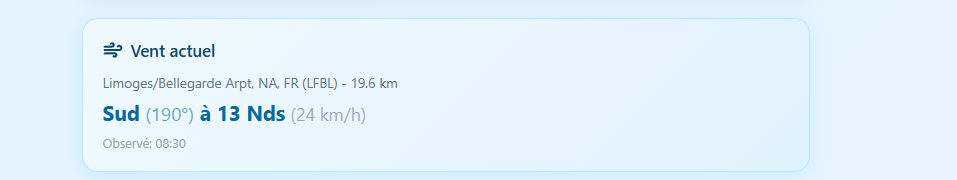 Vent actuel
Limoges/Bellegarde Arpt, NA, FR (LFBL) - 19.6 km
Sud (190°) à 13 Nds (24 km/h)
Observé: 08:30